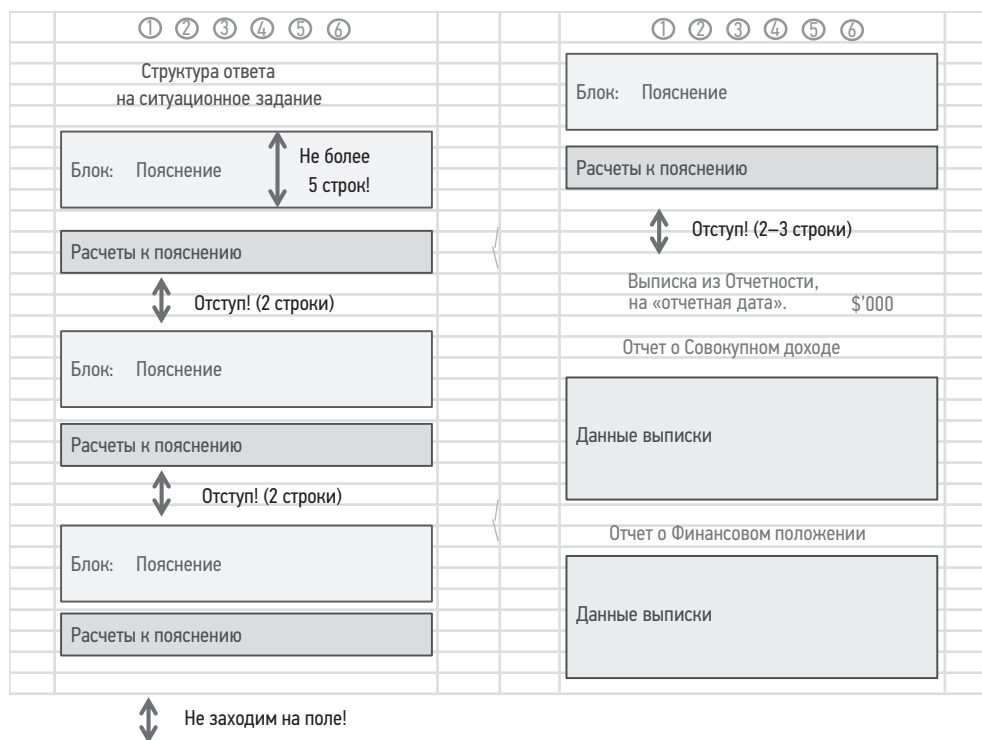 ① ② ③ ④ ⑤ ⑥
Структура ответа
на ситуационное задание
Блок: Пояснение
Не более
5 строк!
Расчеты к пояснению
Отступ! (2 строки)
Блок: Пояснение
Расчеты к пояснению
Отступ! (2 строки)
Блок: Пояснение
Расчеты к пояснению
Не заходим на поле!
① ② ③ ④ ⑤ ⑥
Блок: Пояснение
Расчеты к пояснению
Отступ! (2–3 строки)
Выписка из Отчетности,
на «отчетная дата». $’000
Отчет о Совокупном доходе
Данные выписки
Отчет о Финансовом положении
Данные выписки